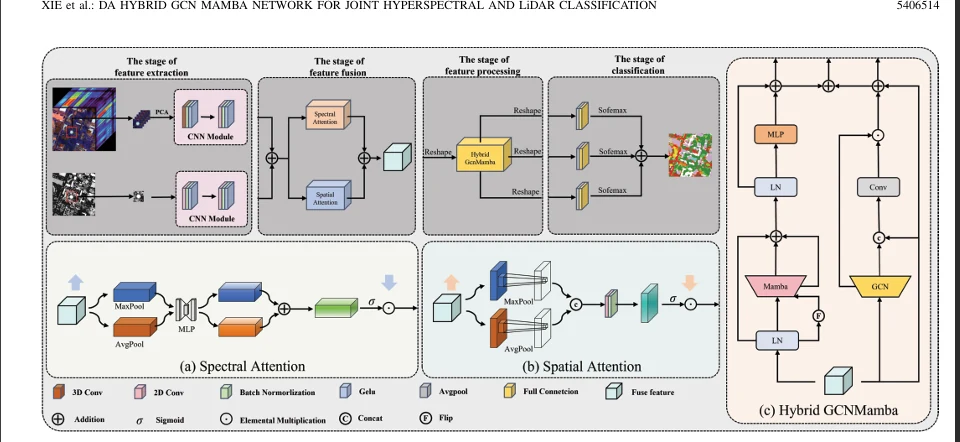 XIE et al.: DA HYBRID GCN MAMBA NETWORK FOR JOINT HYPERSPECTRAL AND LiDAR CLASSIFICATION 5406514
The stage of
feature extraction
The stage of
feature fusion
The stage of
feature processing
The stage of
classification
PCA
CNN Module
CNN Module
Spectral
Attention
Spatial
Attention
Reshape
Hybrid
GcnMamba
Reshape
Reshape
Reshape
Sofemax
Sofemax
Sofemax
MaxPool
AvgPool
MLP
σ
(a) Spectral Attention
MaxPool
AvgPool
c
σ
(b) Spatial Attention
MLP
LN
Conv
c
Mamba
GCN
F
LN
(c) Hybrid GCNMamba
3D Conv
2D Conv
Batch Normorlization
Gelu
Avgpool
Full Connetcion
Fuse feature
Addition
σ Sigmoid
Elemental Multiplication
C Concat
F Flip